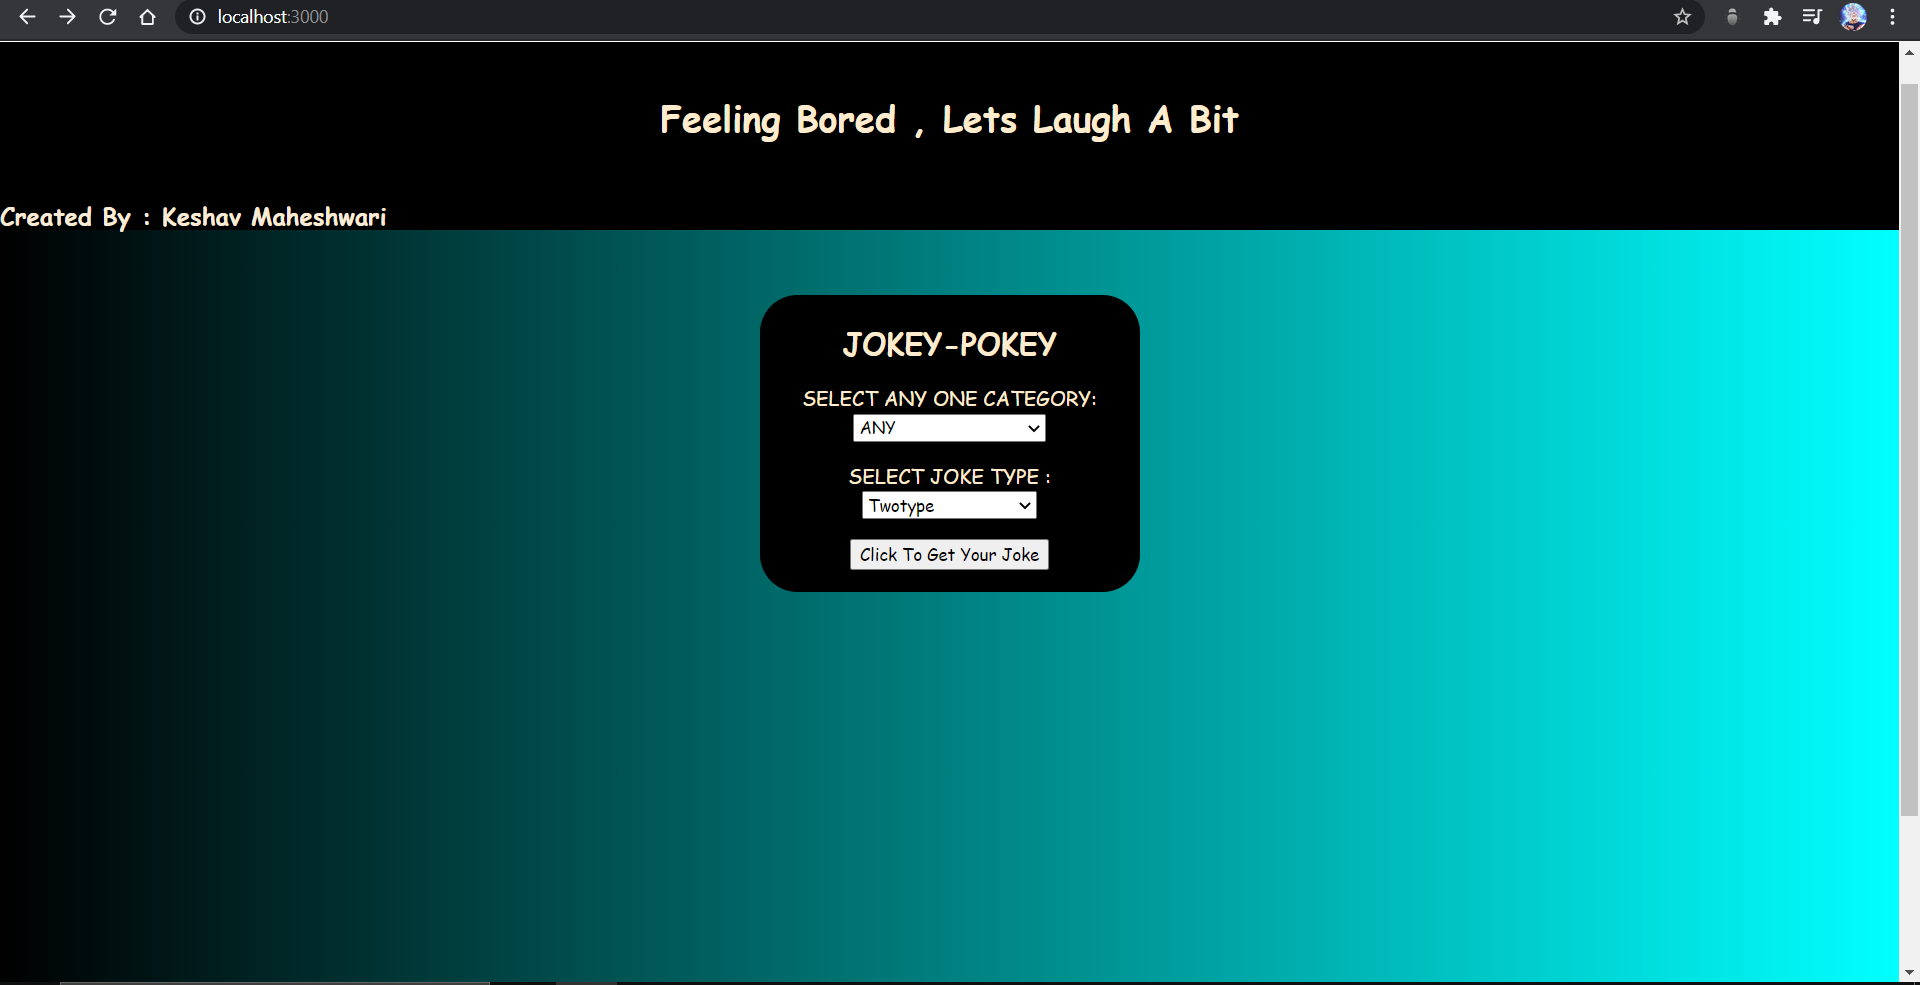 localhost:3000
Feeling Bored , Lets Laugh A Bit
Created By : Keshav Maheshwari
JOKEY-POKEY
SELECT ANY ONE CATEGORY:
ANY
SELECT JOKE TYPE :
Twotype
Click To Get Your Joke